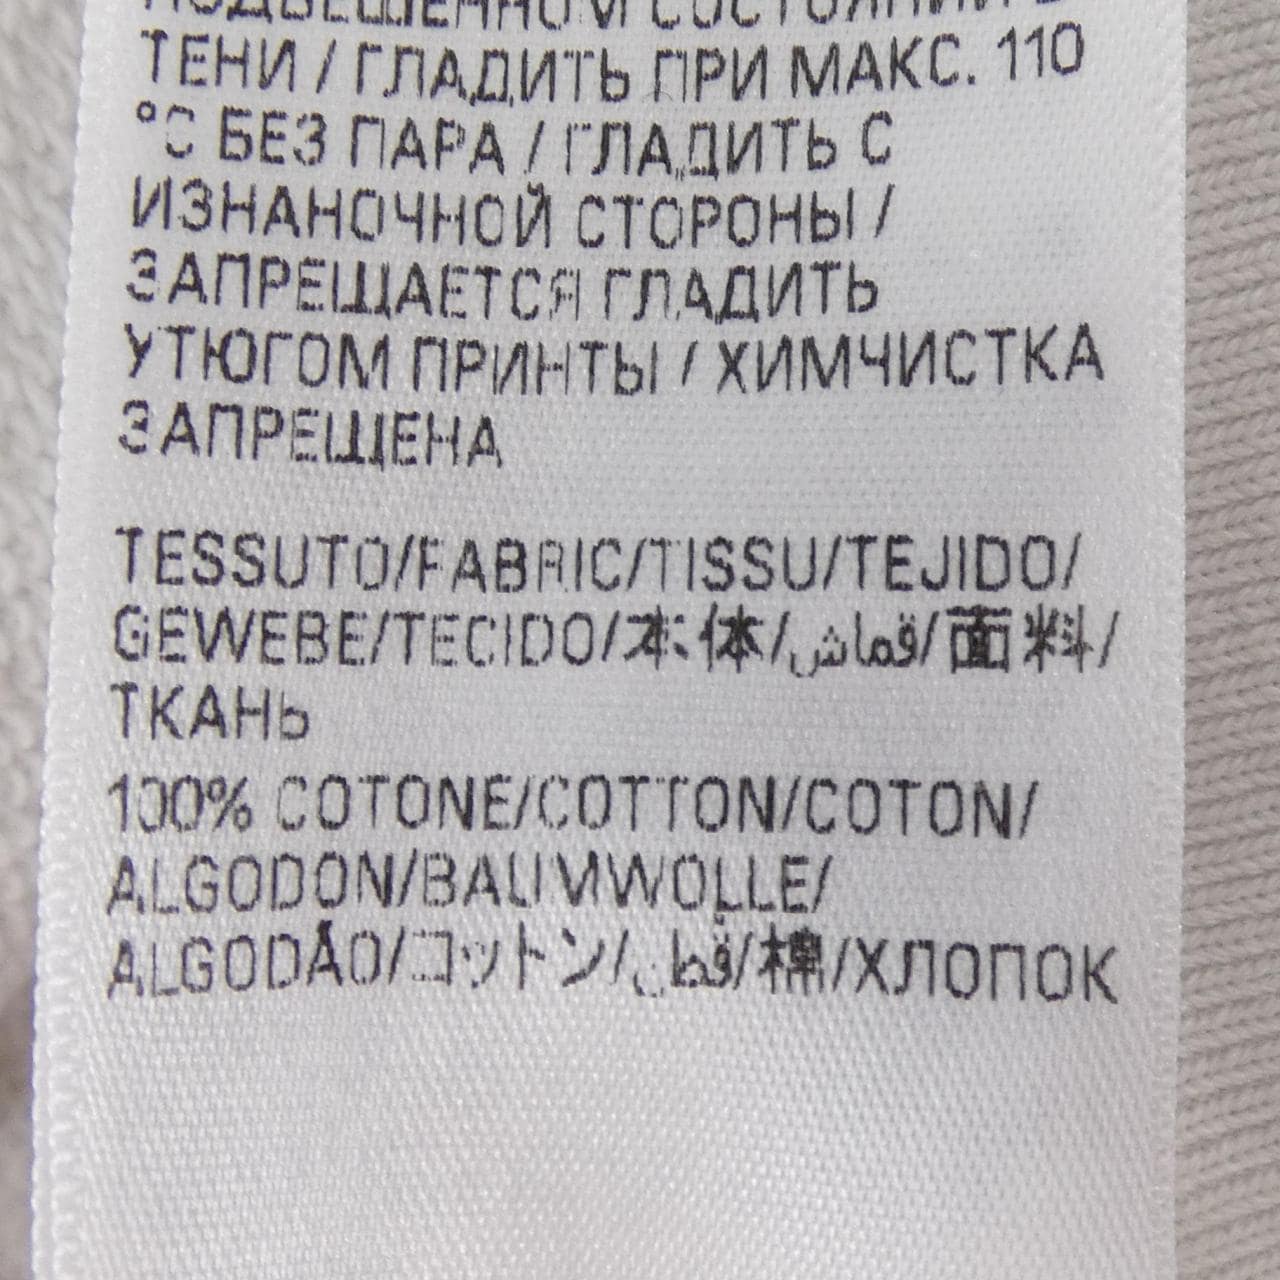 ПОДВЕШЕННОМ СОСТОЯНИИ В
ТЕНИ / ГЛАДИТЬ ПРИ МАКС. 110
°C БЕЗ ПАРА / ГЛАДИТЬ С
ИЗНАНОЧНОЙ СТОРОНЫ /
ЗАПРЕЩАЕТСЯ ГЛАДИТЬ
УТЮГОМ ПРИНТЫ / ХИМЧИСТКА
ЗАПРЕЩЕНА
TESSUTO/FABRIC/TISSU/TEJIDO/
GEWEBE/TECIDO/本体/قماش/面料/
ТКАНЬ
100% COTONE/COTTON/COTON/
ALGODON/BAUMWOLLE/
ALGODÃO/コットン/قطن/棉/ХЛОПОК